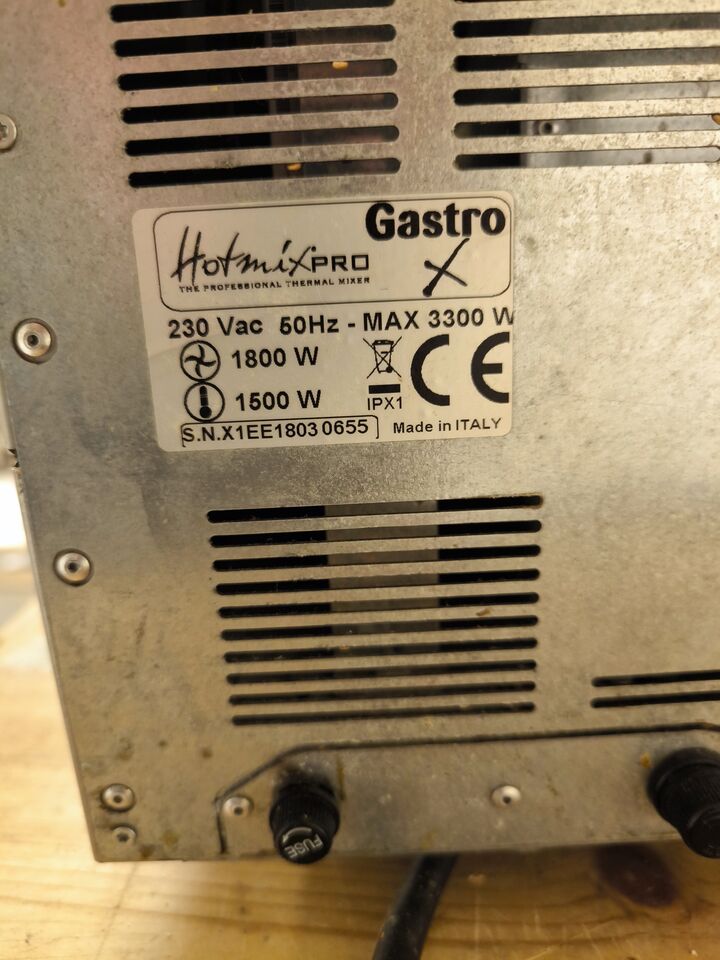 Gastro
HotmixPRO X
THE PROFESSIONAL THERMAL MIXER
230 Vac 50Hz - MAX 3300 W
1800 W
1500 W
IPX1
CE
S.N.X1EE1803 0655
Made in ITALY
FUSE